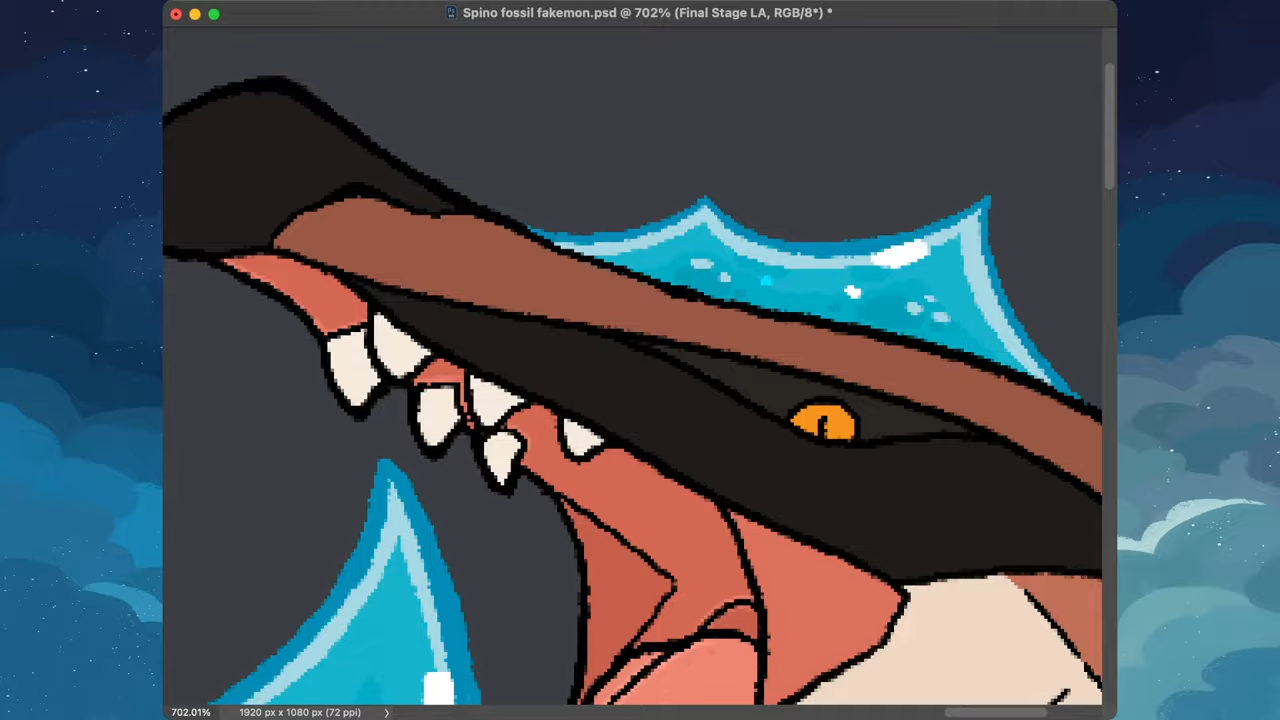 Spino fossil fakemon.psd @ 702% (Final Stage LA, RGB/8*) *
702.01%
1920 px x 1080 px (72 ppi)